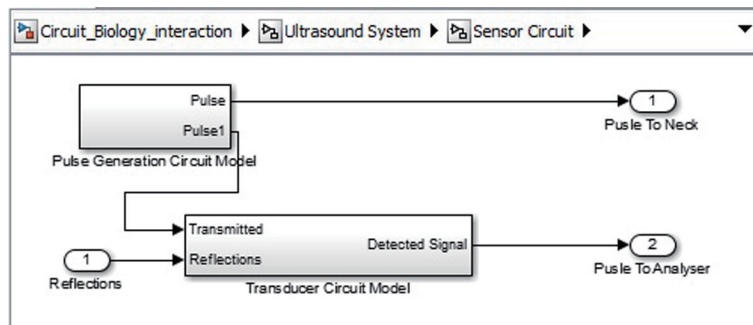 Circuit_Biology_interaction Ultrasound System Sensor Circuit
Pulse
Pulse1
Pulse Generation Circuit Model
1
Pusle To Neck
Transmitted
Reflections
Detected Signal
Transducer Circuit Model
1
Reflections
2
Pusle To Analyser